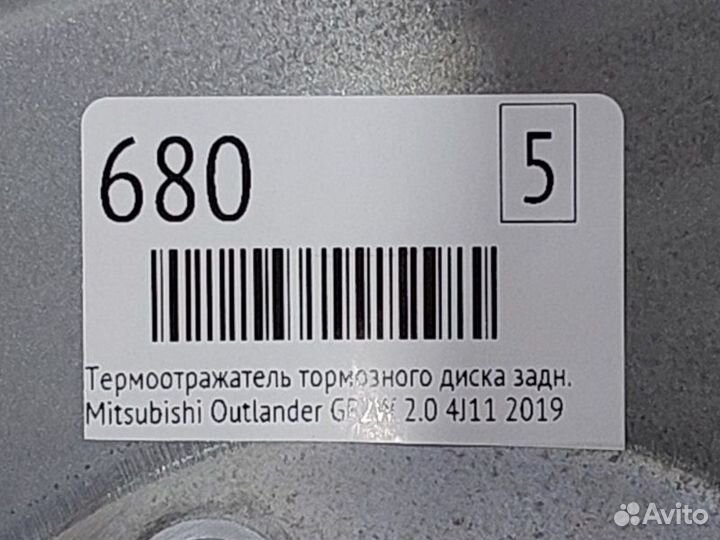 680
5
Термоотражатель тормозного диска задн.
Mitsubishi Outlander 2.0 4J11 2019
Avito